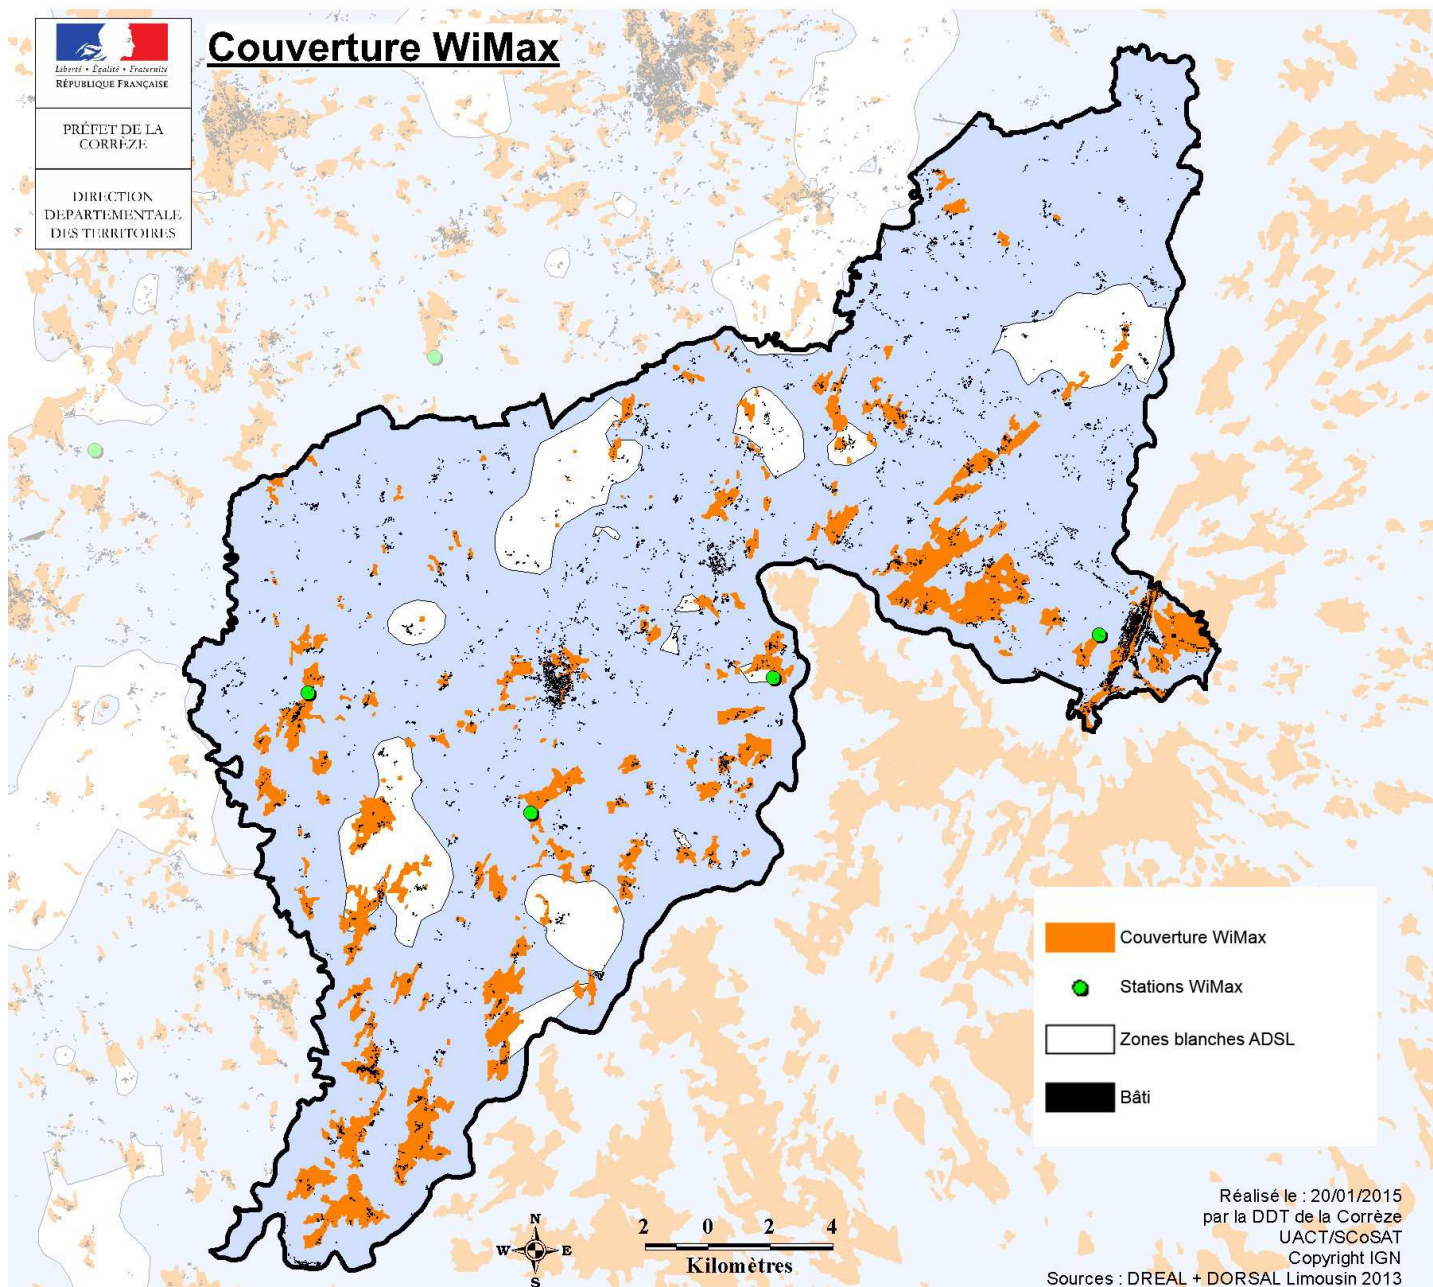 Couverture WiMax
Liberté • Égalité • Fraternité
RÉPUBLIQUE FRANÇAISE
PRÉFET DE LA
CORRÈZE
DIRECTION
DEPARTEMENTALE
DES TERRITOIRES
Couverture WiMax
Stations WiMax
Zones blanches ADSL
Bâti
N
W E
S
2 0 2 4
Kilomètres
Réalisé le : 20/01/2015
par la DDT de la Corrèze
UACT/SCoSAT
Copyright IGN
Sources : DREAL + DORSAL Limousin 2013